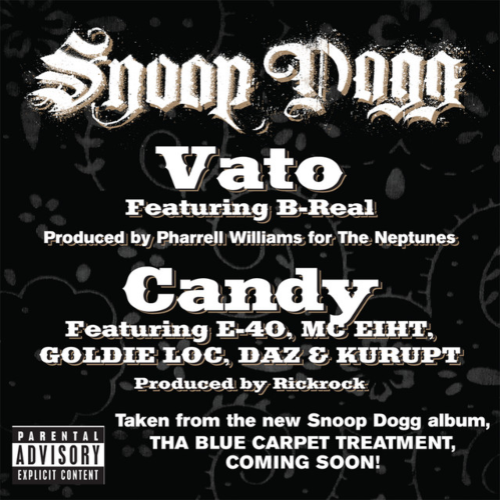 Snoop Dogg
Vato
Featuring B-Real
Produced by Pharrell Williams for The Neptunes
Candy
Featuring E-40, MC EIHT,
GOLDIE LOC, DAZ & KURUPT
Produced by Rickrock
Taken from the new Snoop Dogg album,
THA BLUE CARPET TREATMENT,
COMING SOON!
PARENTAL
ADVISORY
EXPLICIT CONTENT